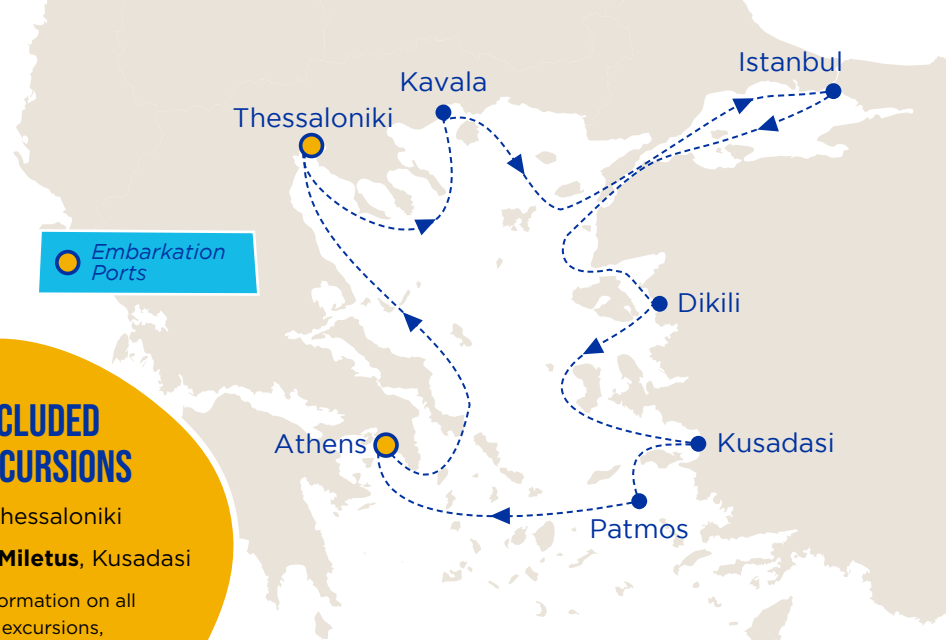 Istanbul
Kavala
Thessaloniki
Embarkation
Ports
Dikili
Athens
Kusadasi
Patmos
CLUDED
CURSIONS
hessaloniki
Miletus, Kusadasi
ormation on all
excursions,